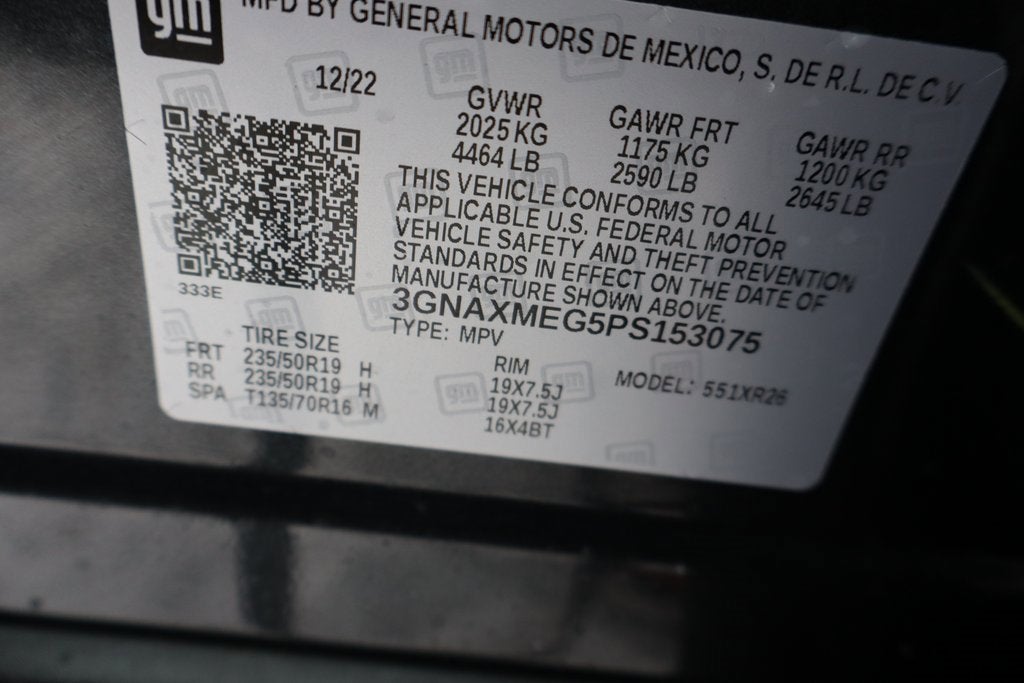 gm
MFD BY GENERAL MOTORS DE MEXICO, S. DE R.L. DE C.V.
12/22
GVWR
2025 KG
4464 LB
GAWR FRT
1175 KG
2590 LB
GAWR RR
1200 KG
2645 LB
THIS VEHICLE CONFORMS TO ALL
APPLICABLE U.S. FEDERAL MOTOR
VEHICLE SAFETY AND THEFT PREVENTION
STANDARDS IN EFFECT ON THE DATE OF
MANUFACTURE SHOWN ABOVE.
333E
3GNAXMEG5PS153075
TYPE: MPV
TIRE SIZE
RIM
FRT 235/50R19 H 19X7.5J
RR 235/50R19 H 19X7.5J
SPA T135/70R16 M 16X4BT
MODEL: 551XR26